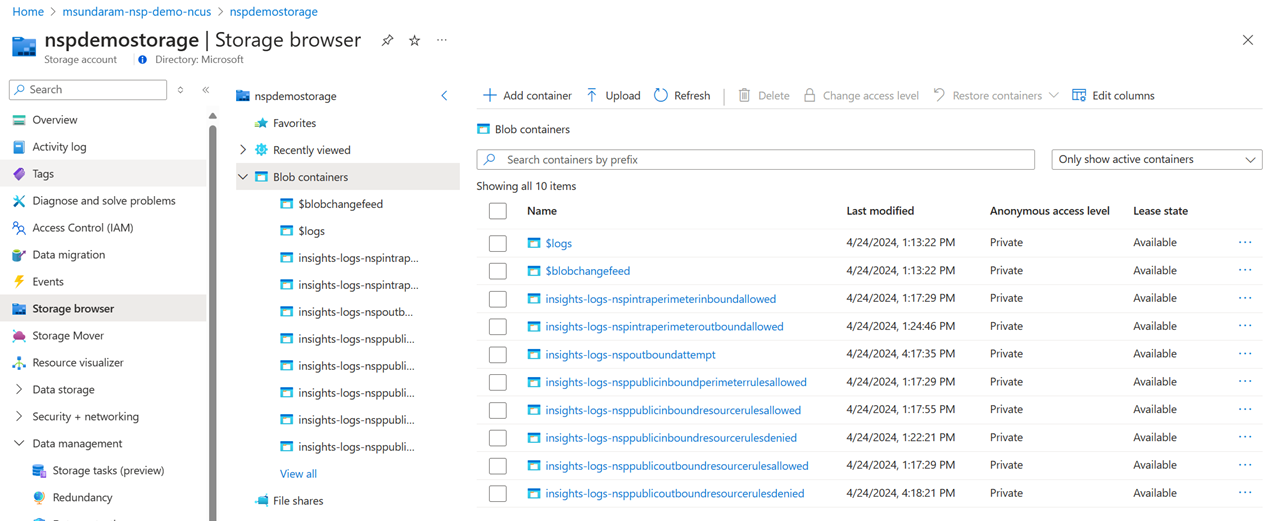 Home > msundaram-nsp-demo-ncus > nspdemostorage
nspdemostorage | Storage browser
Storage account
Directory: Microsoft
Search
Overview
Activity log
Tags
Diagnose and solve problems
Access Control (IAM)
Data migration
Events
Storage browser
Storage Mover
Resource visualizer
Data storage
Security + networking
Data management
Storage tasks (preview)
Redundancy
nspdemostorage
Favorites
Recently viewed
Blob containers
$blobchangefeed
$logs
insights-logs-nspintrap...
insights-logs-nspintrap...
insights-logs-nspoutb...
insights-logs-nsppubli...
insights-logs-nsppubli...
insights-logs-nsppubli...
insights-logs-nsppubli...
insights-logs-nsppubli...
View all
File shares
Add container Upload Refresh Delete Change access level Restore containers Edit columns
Blob containers
Search containers by prefix
Only show active containers
Showing all 10 items
Name Last modified Anonymous access level Lease state
$logs 4/24/2024, 1:13:22 PM Private Available
$blobchangefeed 4/24/2024, 1:13:22 PM Private Available
insights-logs-nspintraperimeterinboundallowed 4/24/2024, 1:17:29 PM Private Available
insights-logs-nspintraperimeteroutboundallowed 4/24/2024, 1:24:46 PM Private Available
insights-logs-nspoutboundattempt 4/24/2024, 4:17:35 PM Private Available
insights-logs-nsppublicinboundperimeterrulesallowed 4/24/2024, 1:17:29 PM Private Available
insights-logs-nsppublicinboundresourcerulesallowed 4/24/2024, 1:17:55 PM Private Available
insights-logs-nsppublicinboundresourcerulesdenied 4/24/2024, 1:22:21 PM Private Available
insights-logs-nsppublicoutboundresourcerulesallowed 4/24/2024, 1:17:29 PM Private Available
insights-logs-nsppublicoutboundresourcerulesdenied 4/24/2024, 4:18:21 PM Private Available